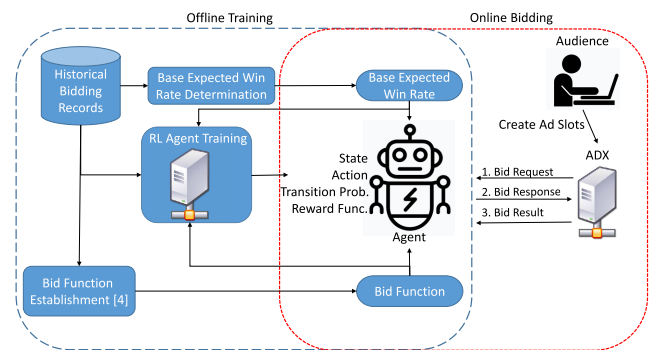 Offline Training
Online Bidding
Audience
Historical
Bidding
Records
Base Expected Win
Rate Determination
Base Expected
Win Rate
Create Ad Slots
RL Agent Training
ADX
State
Action
Transition Prob.
Reward Func.
1. Bid Request
2. Bid Response
3. Bid Result
Agent
Bid Function
Establishment [4]
Bid Function